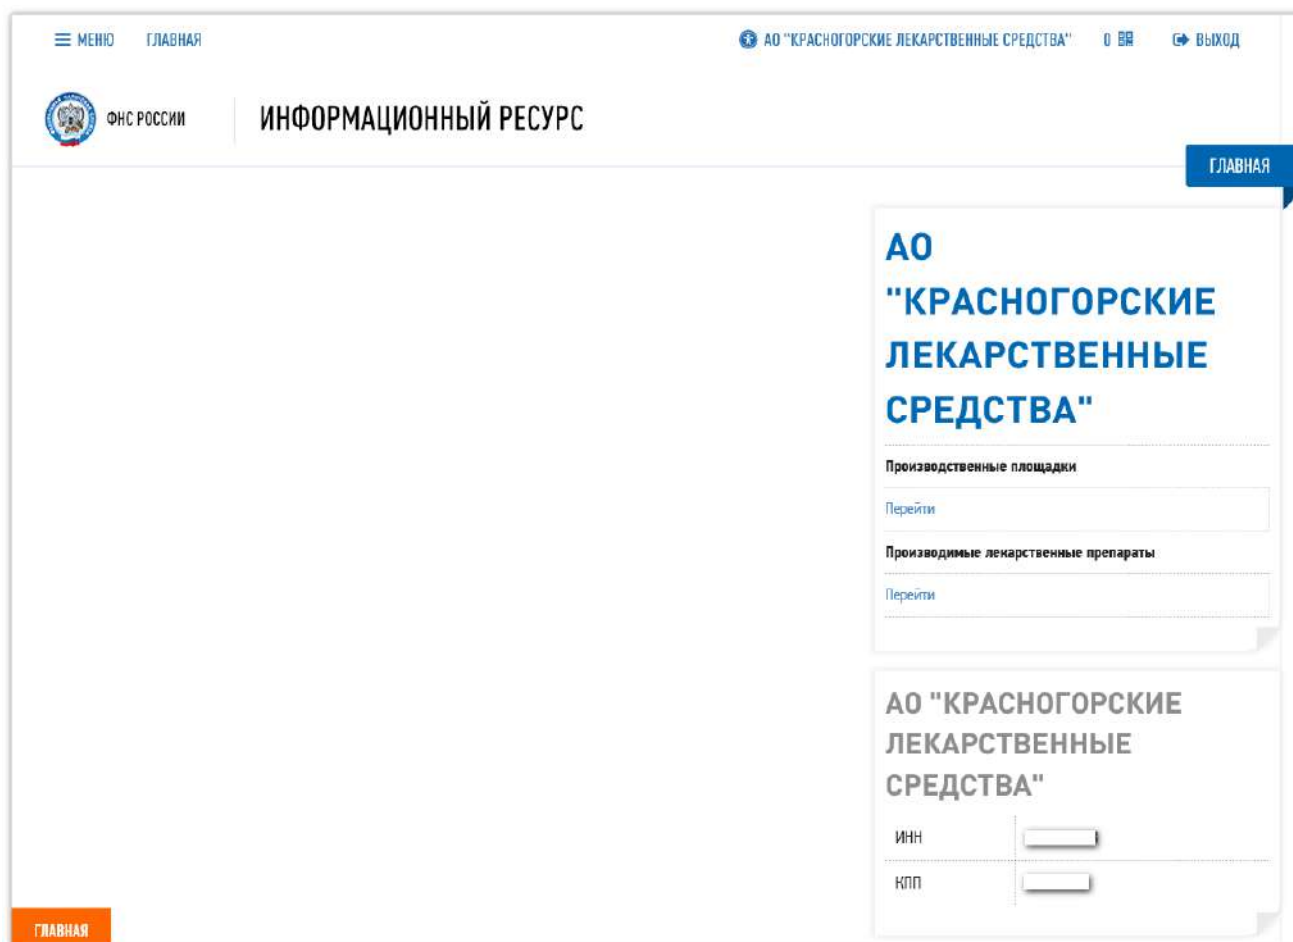 МЕНЮ ГЛАВНАЯ АО "КРАСНОГОРСКИЕ ЛЕКАРСТВЕННЫЕ СРЕДСТВА" 0 ВЫХОД
ФНС РОССИИ ИНФОРМАЦИОННЫЙ РЕСУРС
ГЛАВНАЯ
АО
"КРАСНОГОРСКИЕ
ЛЕКАРСТВЕННЫЕ
СРЕДСТВА"
Производственные площадки
Перейти
Производимые лекарственные препараты
Перейти
АО "КРАСНОГОРСКИЕ
ЛЕКАРСТВЕННЫЕ
СРЕДСТВА"
ИНН
КПП
ГЛАВНАЯ